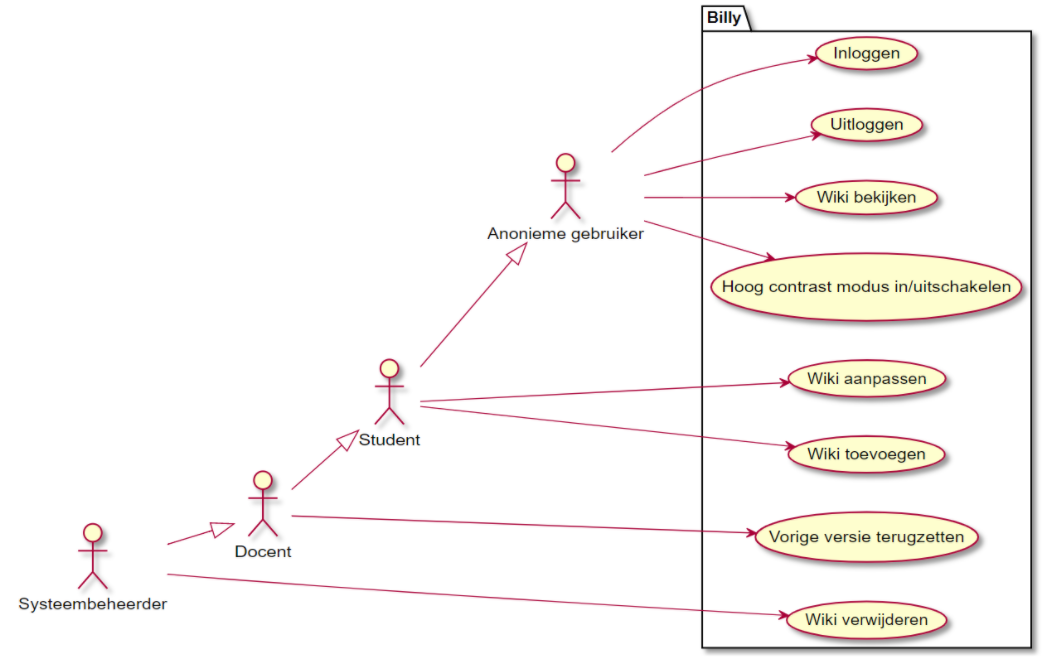 Billy
Inloggen
Uitloggen
Wiki bekijken
Anonieme gebruiker
Hoog contrast modus in/uitschakelen
Wiki aanpassen
Student
Wiki toevoegen
Vorige versie terugzetten
Docent
Systeembeheerder
Wiki verwijderen